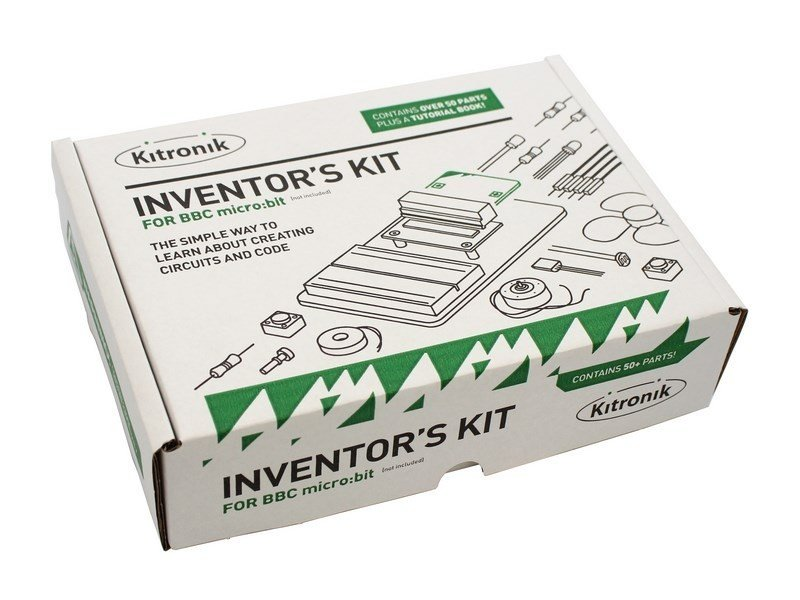 CONTAINS OVER 50 PARTS
PLUS A TUTORIAL BOOK!
Kitronik
INVENTOR'S KIT
FOR BBC micro:bit (not included)
THE SIMPLE WAY TO
LEARN ABOUT CREATING
CIRCUITS AND CODE
CONTAINS 50+ PARTS!
Kitronik
INVENTOR'S KIT
FOR BBC micro:bit (not included)